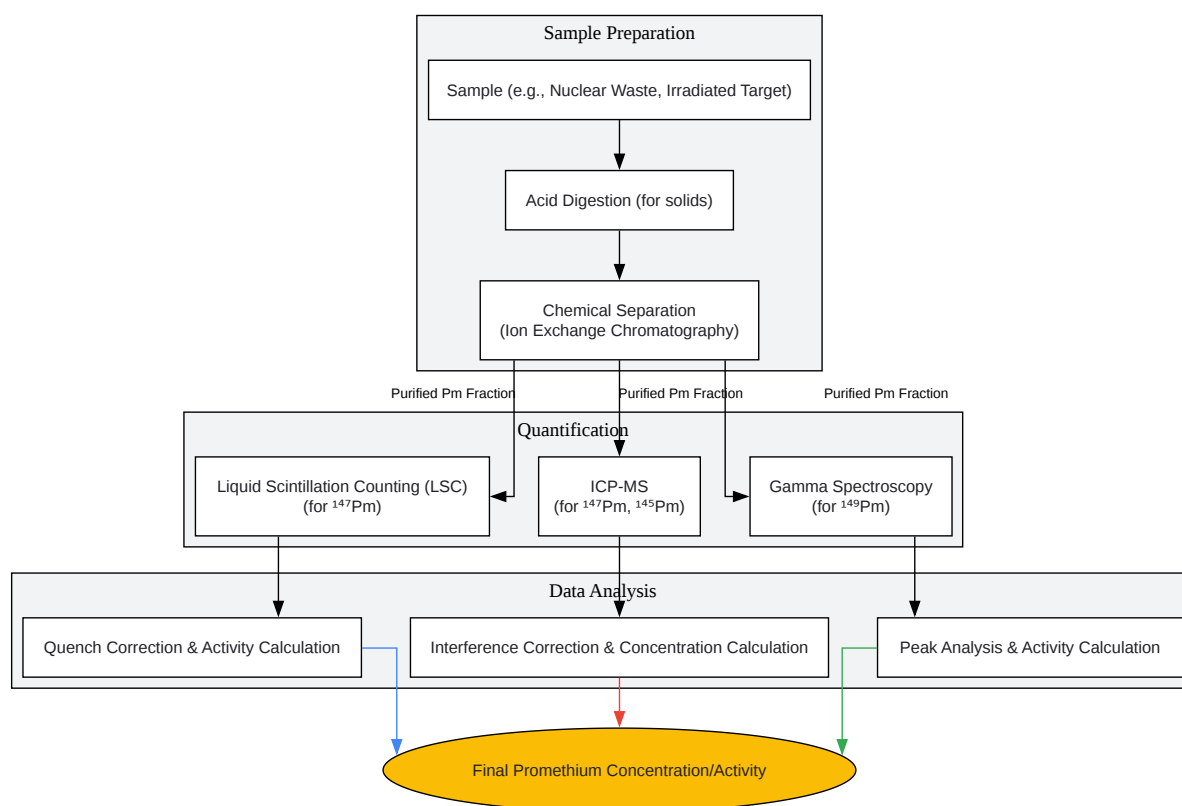 Sample Preparation
Sample (e.g., Nuclear Waste, Irradiated Target)
Acid Digestion (for solids)
Chemical Separation
(Ion Exchange Chromatography)
Purified Pm Fraction
Purified Pm Fraction
Purified Pm Fraction
Quantification
Liquid Scintillation Counting (LSC)
(for ¹⁴⁷Pm)
ICP-MS
(for ¹⁴⁷Pm, ¹⁴⁵Pm)
Gamma Spectroscopy
(for ¹⁴⁹Pm)
Data Analysis
Quench Correction & Activity Calculation
Interference Correction & Concentration Calculation
Peak Analysis & Activity Calculation
Final Promethium Concentration/Activity